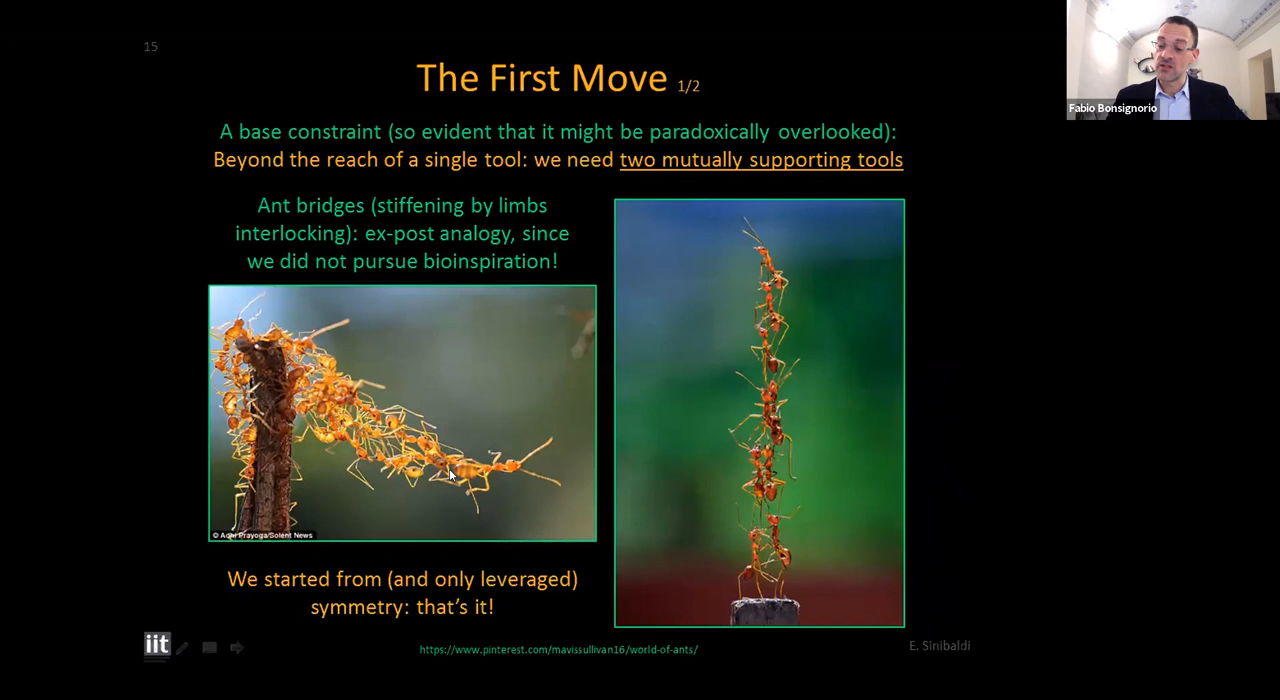 15
Fabio Bonsignorio
The First Move 1/2
A base constraint (so evident that it might be paradoxically overlooked):
Beyond the reach of a single tool: we need two mutually supporting tools
Ant bridges (stiffening by limbs
interlocking): ex-post analogy, since
we did not pursue bioinspiration!
© Adhi Prayoga/Solent News
We started from (and only leveraged)
symmetry: that’s it!
iit
https://www.pinterest.com/mavissullivan16/world-of-ants/
E. Sinibaldi